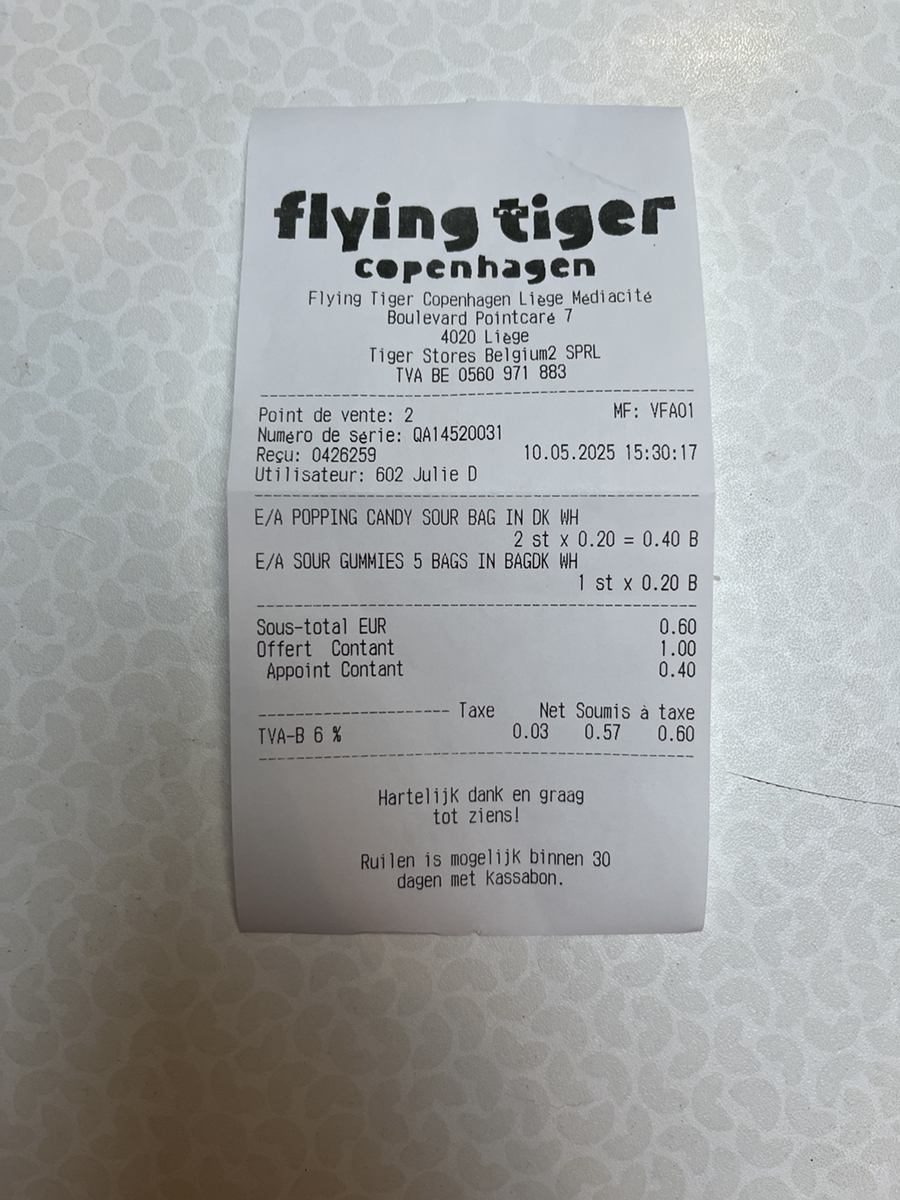 flying tiger
copenhagen
Flying Tiger Copenhagen Liège Médiacité
Boulevard Pointcaré 7
4020 Liège
Tiger Stores Belgium2 SPRL
TVA BE 0560 971 883
Point de vente: 2 MF: VFA01
Numéro de série: QA14520031
Reçu: 0426259 10.05.2025 15:30:17
Utilisateur: 602 Julie D
E/A POPPING CANDY SOUR BAG IN DK WH
2 st x 0.20 = 0.40 B
E/A SOUR GUMMIES 5 BAGS IN BAGDK WH
1 st x 0.20 B
Sous-total EUR 0.60
Offert Contant 1.00
Appoint Contant 0.40
Taxe Net Soumis à taxe
TVA-B 6 % 0.03 0.57 0.60
Hartelijk dank en graag
tot ziens!
Ruilen is mogelijk binnen 30
dagen met Kassabon.